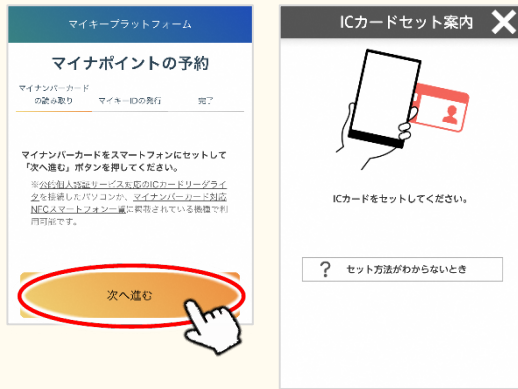 マイキープラットフォーム
マイナポイントの予約
マイナンバーカード
の読み取り マイキーIDの発行 完了
マイナンバーカードをスマートフォンにセットして
「次へ進む」ボタンを押してください。
※公的個人認証サービス対応のICカードリーダライ
タを接続したパソコンか、マイナンバーカード対応
NFCスマートフォン一覧に掲載されている機種で利
用可能です。
次へ進む
ICカードセット案内
ICカードをセットしてください。
? セット方法がわからないとき